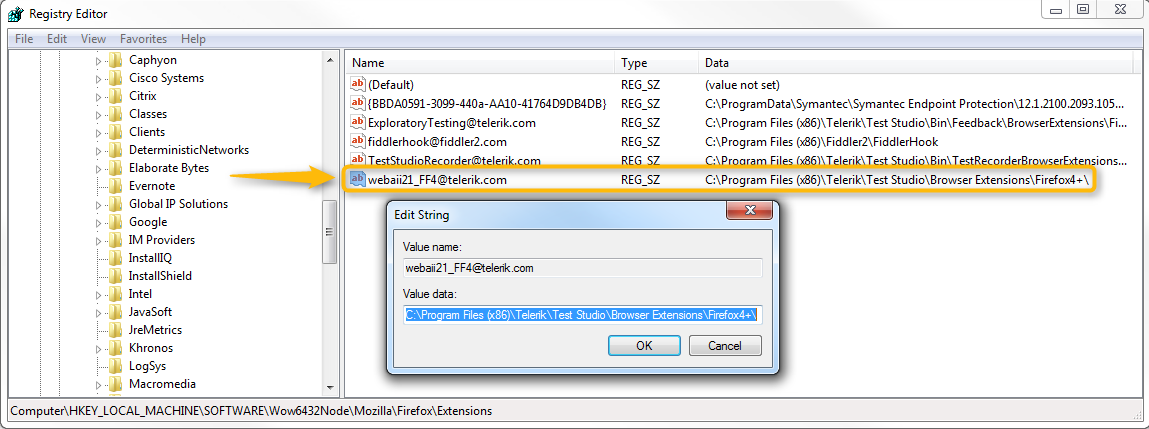 Registry Editor
File Edit View Favorites Help
Caphyon
Cisco Systems
Citrix
Classes
Clients
DeterministicNetworks
Elaborate Bytes
Evernote
Global IP Solutions
Google
IM Providers
InstallIQ
InstallShield
Intel
JavaSoft
JreMetrics
Khronos
LogSys
Macromedia
Name Type Data
(Default) REG_SZ (value not set)
{BBDA0591-3099-440a-AA10-41764D9DB4DB} REG_SZ C:\ProgramData\Symantec\Symantec Endpoint Protection\12.1.2100.2093.105...
ExploratoryTesting@telerik.com REG_SZ C:\Program Files (x86)\Telerik\Test Studio\Bin\Feedback\BrowserExtensions\Fi...
fiddlerhook@fiddler2.com REG_SZ C:\Program Files (x86)\Fiddler2\FiddlerHook
TestStudioRecorder@telerik.com REG_SZ C:\Program Files (x86)\Telerik\Test Studio\Bin\TestRecorderBrowserExtensions...
webaii21_FF4@telerik.com REG_SZ C:\Program Files (x86)\Telerik\Test Studio\Browser Extensions\Firefox4+\
Edit String
Value name:
webaii21_FF4@telerik.com
Value data:
C:\Program Files (x86)\Telerik\Test Studio\Browser Extensions\Firefox4+\
OK Cancel
Computer\HKEY_LOCAL_MACHINE\SOFTWARE\Wow6432Node\Mozilla\Firefox\Extensions